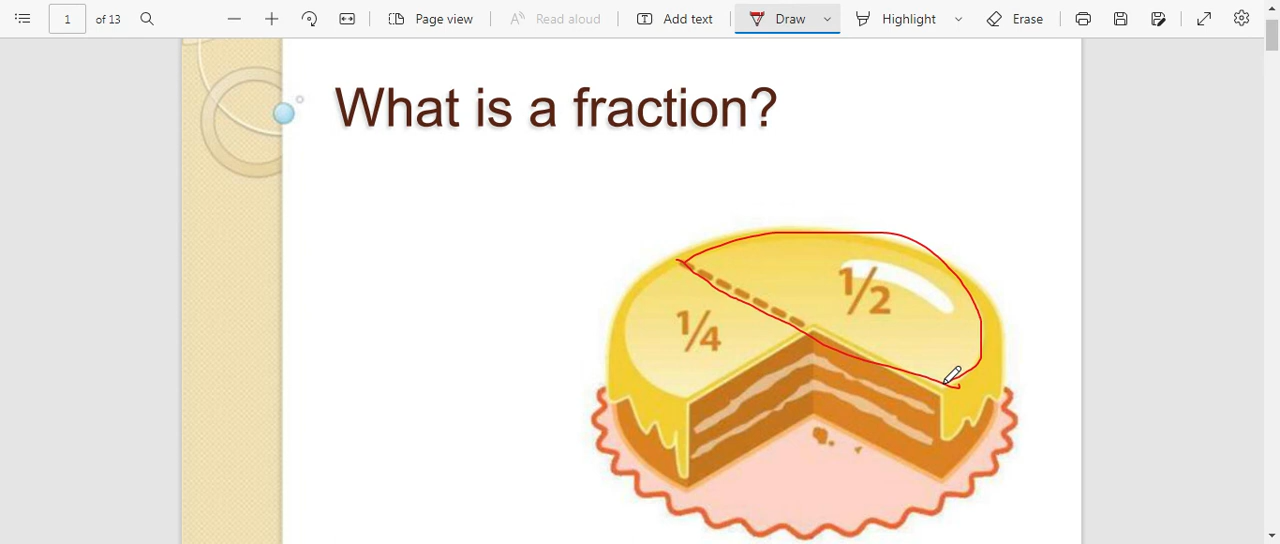 1 of 13 Page view Read aloud Add text Draw Highlight Erase
What is a fraction?
1/2
1/4